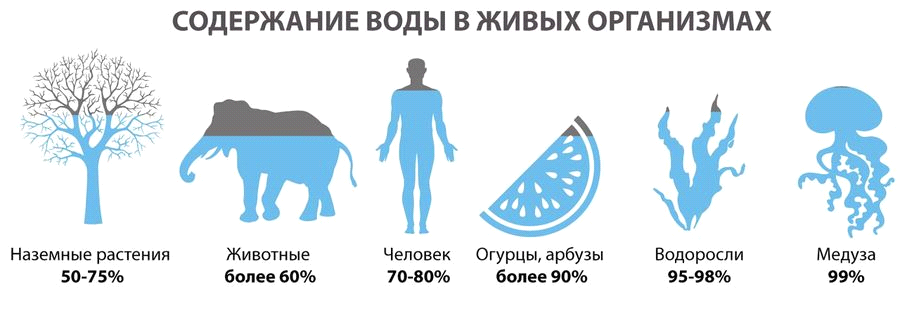 СОДЕРЖАНИЕ ВОДЫ В ЖИВЫХ ОРГАНИЗМАХ
Наземные растения
50-75%
Животные
более 60%
Человек
70-80%
Огурцы, арбузы
более 90%
Водоросли
95-98%
Медуза
99%